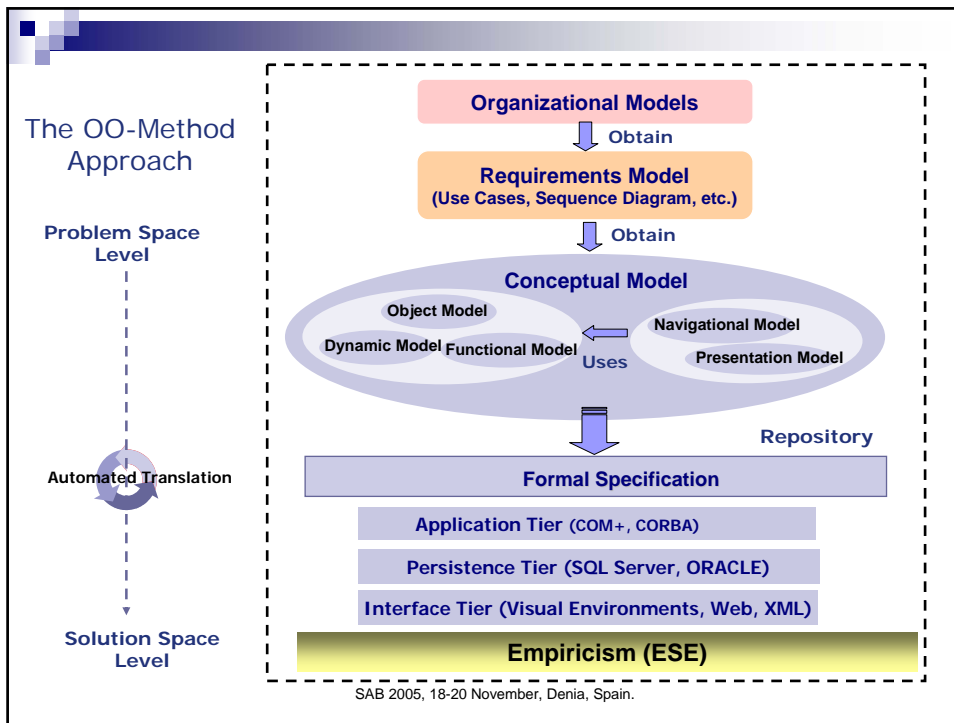 The OO-Method
Approach
Problem Space
Level
Automated Translation
Solution Space
Level
Organizational Models
Obtain
Requirements Model
(Use Cases, Sequence Diagram, etc.)
Obtain
Conceptual Model
Object Model
Dynamic Model
Functional Model
Uses
Navigational Model
Presentation Model
Repository
Formal Specification
Application Tier (COM+, CORBA)
Persistence Tier (SQL Server, ORACLE)
Interface Tier (Visual Environments, Web, XML)
Empiricism (ESE)
SAB 2005, 18-20 November, Denia, Spain.